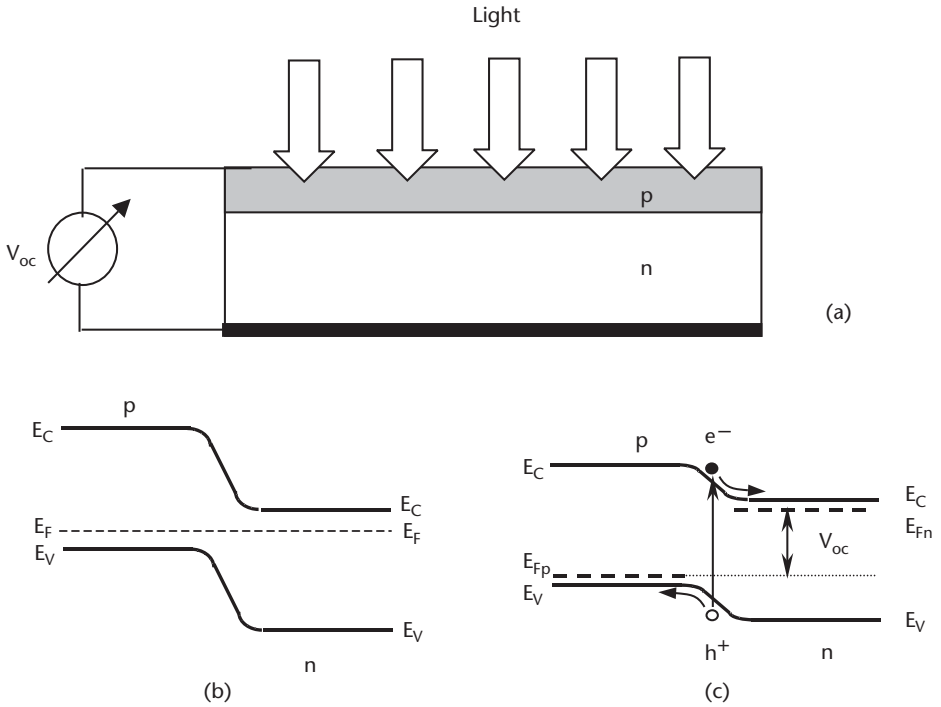 Light
p
V_oc
n
(a)
p
E_C
E_C
E_F
E_F
E_V
E_V
n
(b)
p
e−
E_C
E_C
E_Fn
V_oc
E_Fp
E_V
E_V
h+
n
(c)